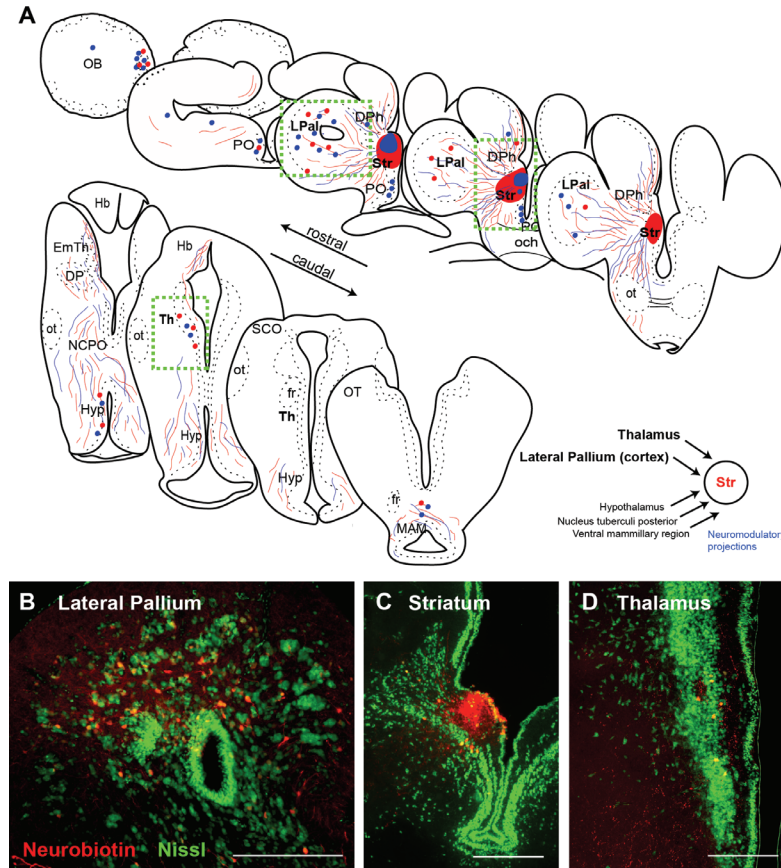 A
OB
PO
LPal
DPh
Str
PO
LPal
DPh
Str
PO
och
LPal
DPh
Str
ot
rostral
caudal
Hb
EmTh
DP
ot
NCPO
Hyp
Hb
Th
ot
Hyp
SCO
ot
fr
Th
Hyp
OT
fr
MAM
Thalamus
Lateral Pallium (cortex)
Str
Hypothalamus
Nucleus tuberculi posterior
Ventral mammillary region
Neuromodulator
projections
B Lateral Pallium
C Striatum
D Thalamus
Neurobiotin Nissl